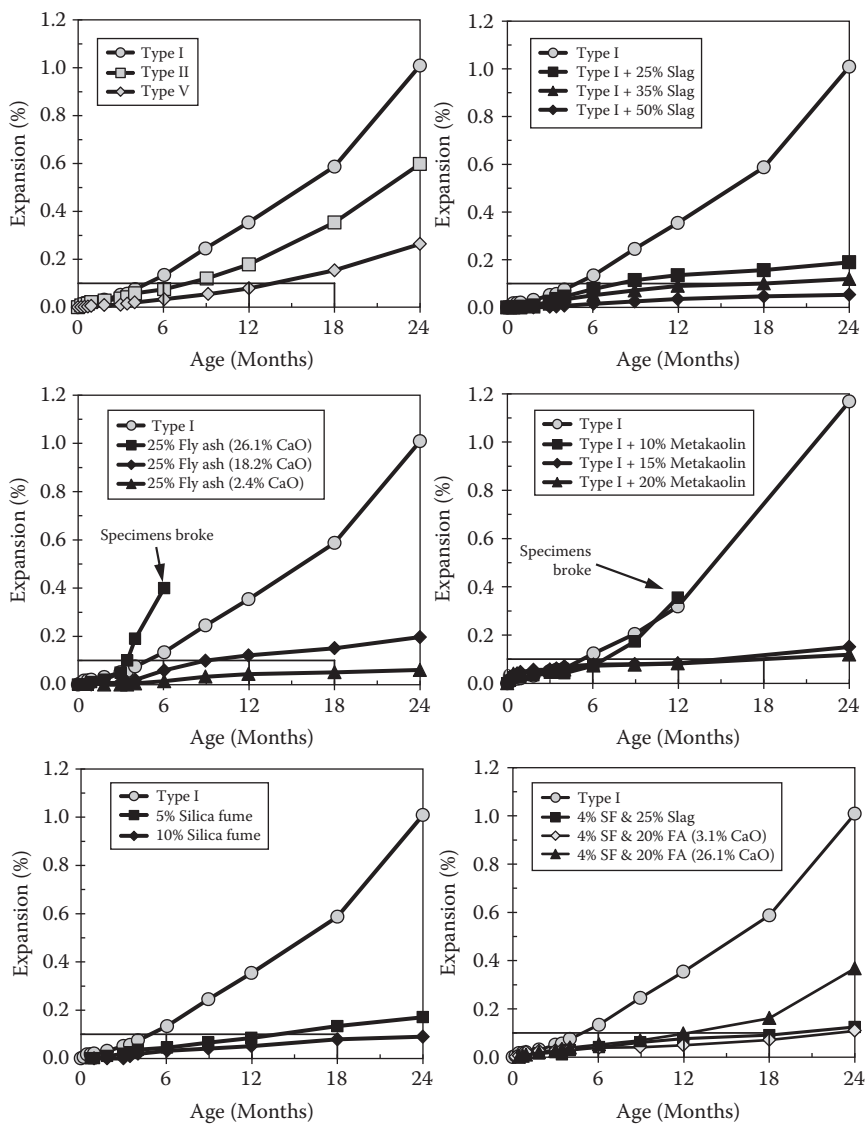 1.2
1.0
0.8
0.6
0.4
0.2
0.0
Expansion (%)
Type I
Type II
Type V
0 6 12 18 24
Age (Months)
1.2
1.0
0.8
0.6
0.4
0.2
0.0
Expansion (%)
Type I
Type I + 25% Slag
Type I + 35% Slag
Type I + 50% Slag
0 6 12 18 24
Age (Months)
1.2
1.0
0.8
0.6
0.4
0.2
0.0
Expansion (%)
Type I
25% Fly ash (26.1% CaO)
25% Fly ash (18.2% CaO)
25% Fly ash (2.4% CaO)
Specimens broke
0 6 12 18 24
Age (Months)
1.2
1.0
0.8
0.6
0.4
0.2
0.0
Expansion (%)
Type I
Type I + 10% Metakaolin
Type I + 15% Metakaolin
Type I + 20% Metakaolin
Specimens
broke
0 6 12 18 24
Age (Months)
1.2
1.0
0.8
0.6
0.4
0.2
0.0
Expansion (%)
Type I
5% Silica fume
10% Silica fume
0 6 12 18 24
Age (Months)
1.2
1.0
0.8
0.6
0.4
0.2
0.0
Expansion (%)
Type I
4% SF & 25% Slag
4% SF & 20% FA (3.1% CaO)
4% SF & 20% FA (26.1% CaO)
0 6 12 18 24
Age (Months)